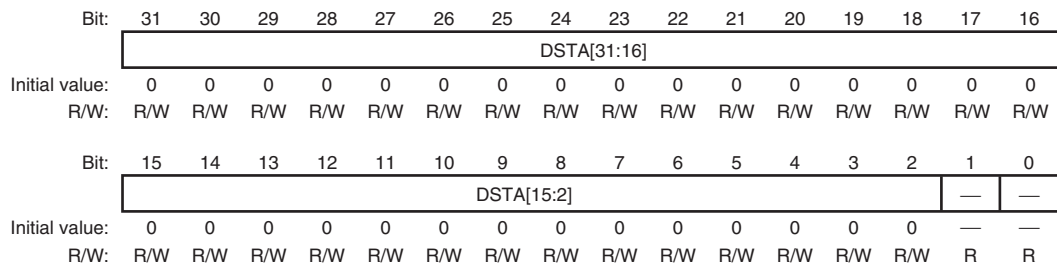 Bit: 31 30 29 28 27 26 25 24 23 22 21 20 19 18 17 16
DSTA[31:16]
Initial value: 0 0 0 0 0 0 0 0 0 0 0 0 0 0 0 0
R/W: R/W R/W R/W R/W R/W R/W R/W R/W R/W R/W R/W R/W R/W R/W R/W R/W
Bit: 15 14 13 12 11 10 9 8 7 6 5 4 3 2 1 0
DSTA[15:2] — —
Initial value: 0 0 0 0 0 0 0 0 0 0 0 0 0 0 — —
R/W: R/W R/W R/W R/W R/W R/W R/W R/W R/W R/W R/W R/W R/W R/W R R